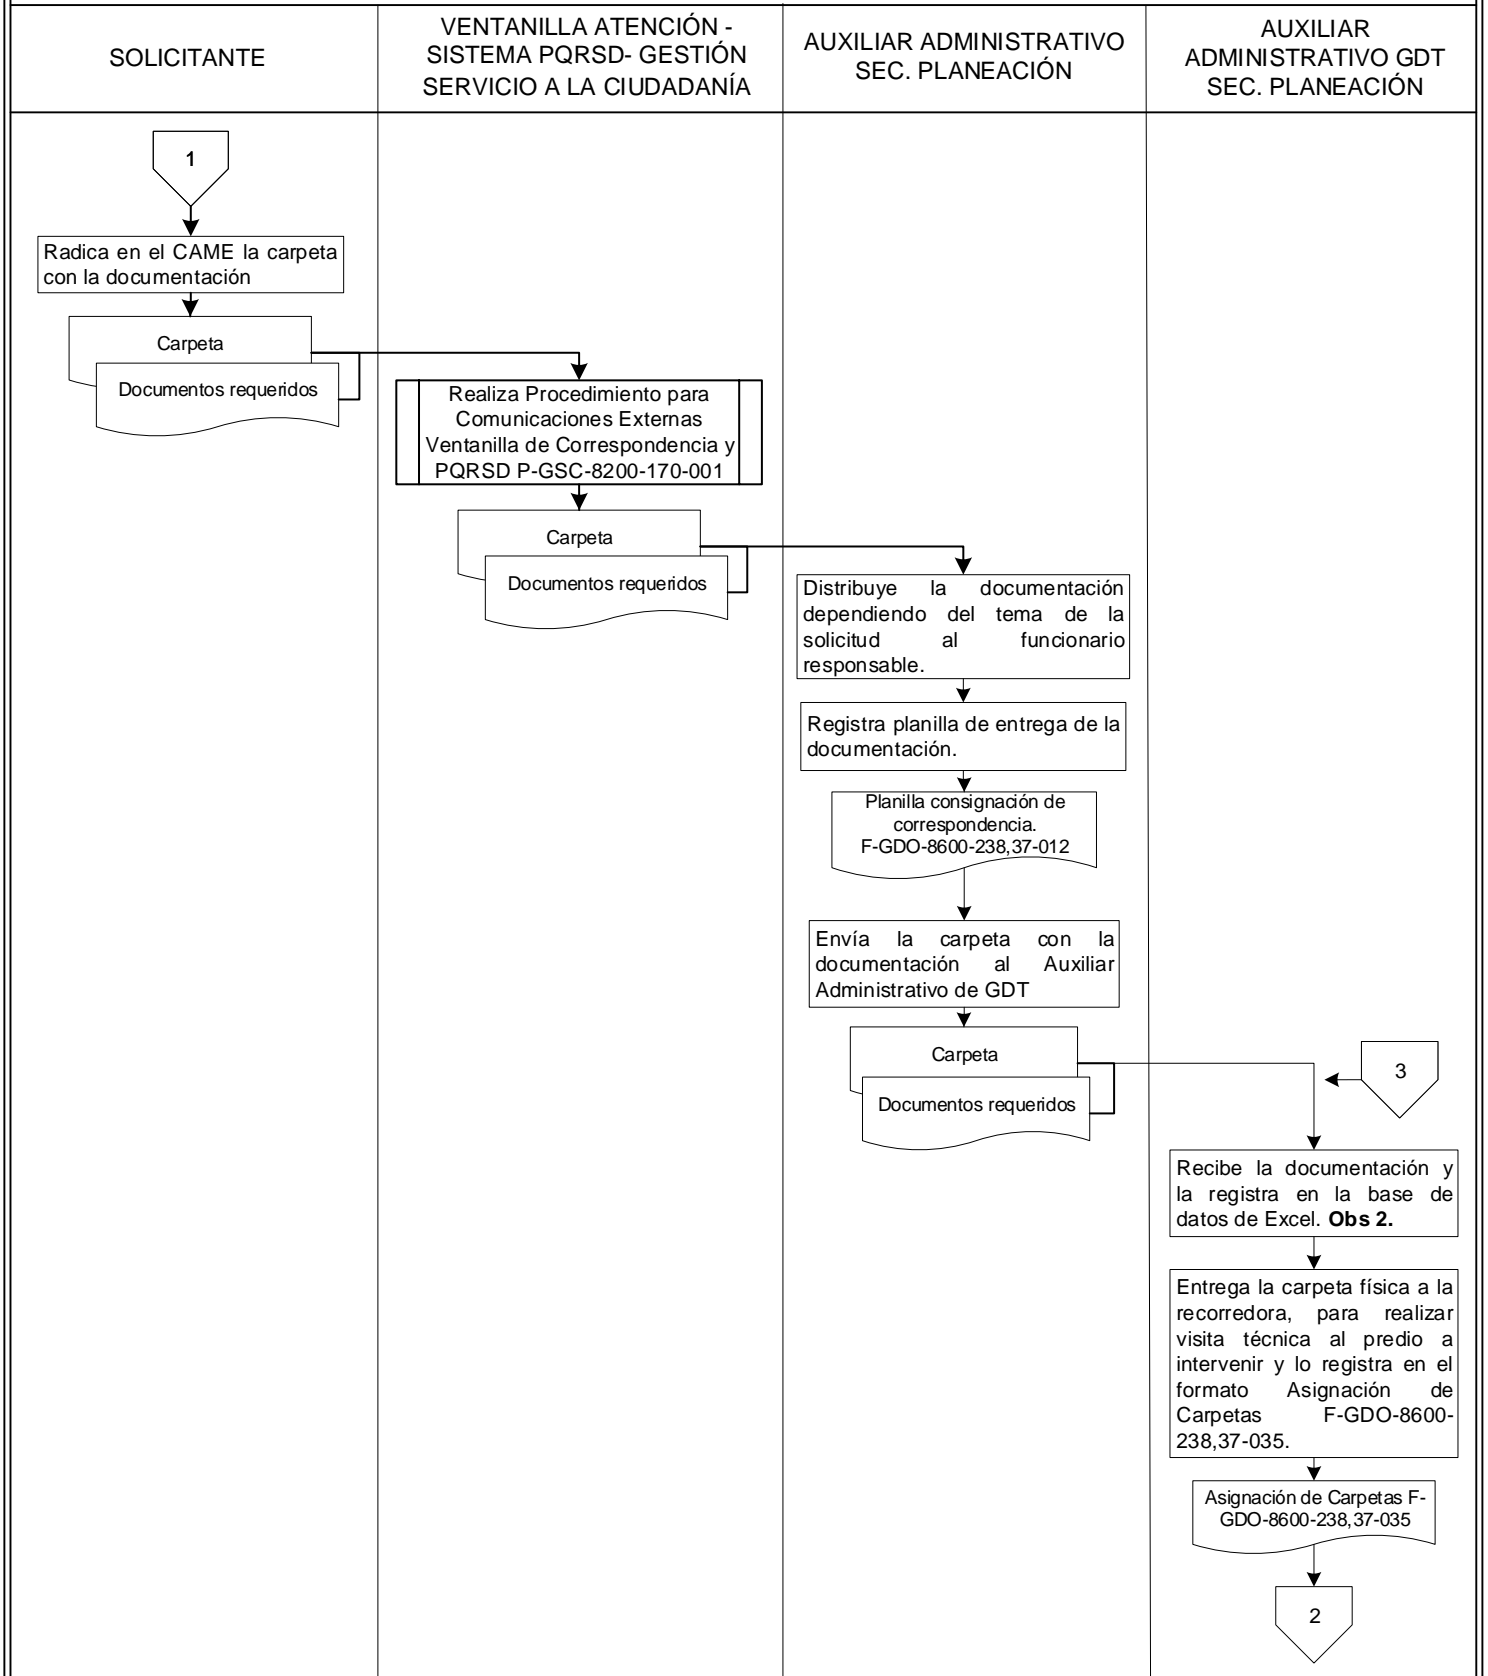 SOLICITANTE
VENTANILLA ATENCIÓN -
SISTEMA PQRSD- GESTIÓN
SERVICIO A LA CIUDADANÍA
AUXILIAR ADMINISTRATIVO
SEC. PLANEACIÓN
AUXILIAR
ADMINISTRATIVO GDT
SEC. PLANEACIÓN
1
Radica en el CAME la carpeta
con la documentación
Carpeta
Documentos requeridos
Realiza Procedimiento para
Comunicaciones Externas
Ventanilla de Correspondencia y
PQRSD P-GSC-8200-170-001
Carpeta
Documentos requeridos
Distribuye la documentación
dependiendo del tema de la
solicitud al funcionario
responsable.
Registra planilla de entrega de la
documentación.
Planilla consignación de
correspondencia.
F-GDO-8600-238,37-012
Envía la carpeta con la
documentación al Auxiliar
Administrativo de GDT
Carpeta
Documentos requeridos
3
Recibe la documentación y
la registra en la base de
datos de Excel. Obs 2.
Entrega la carpeta física a la
recorredora, para realizar
visita técnica al predio a
intervenir y lo registra en el
formato Asignación de
Carpetas F-GDO-8600-
238,37-035.
Asignación de Carpetas F-
GDO-8600-238,37-035
2